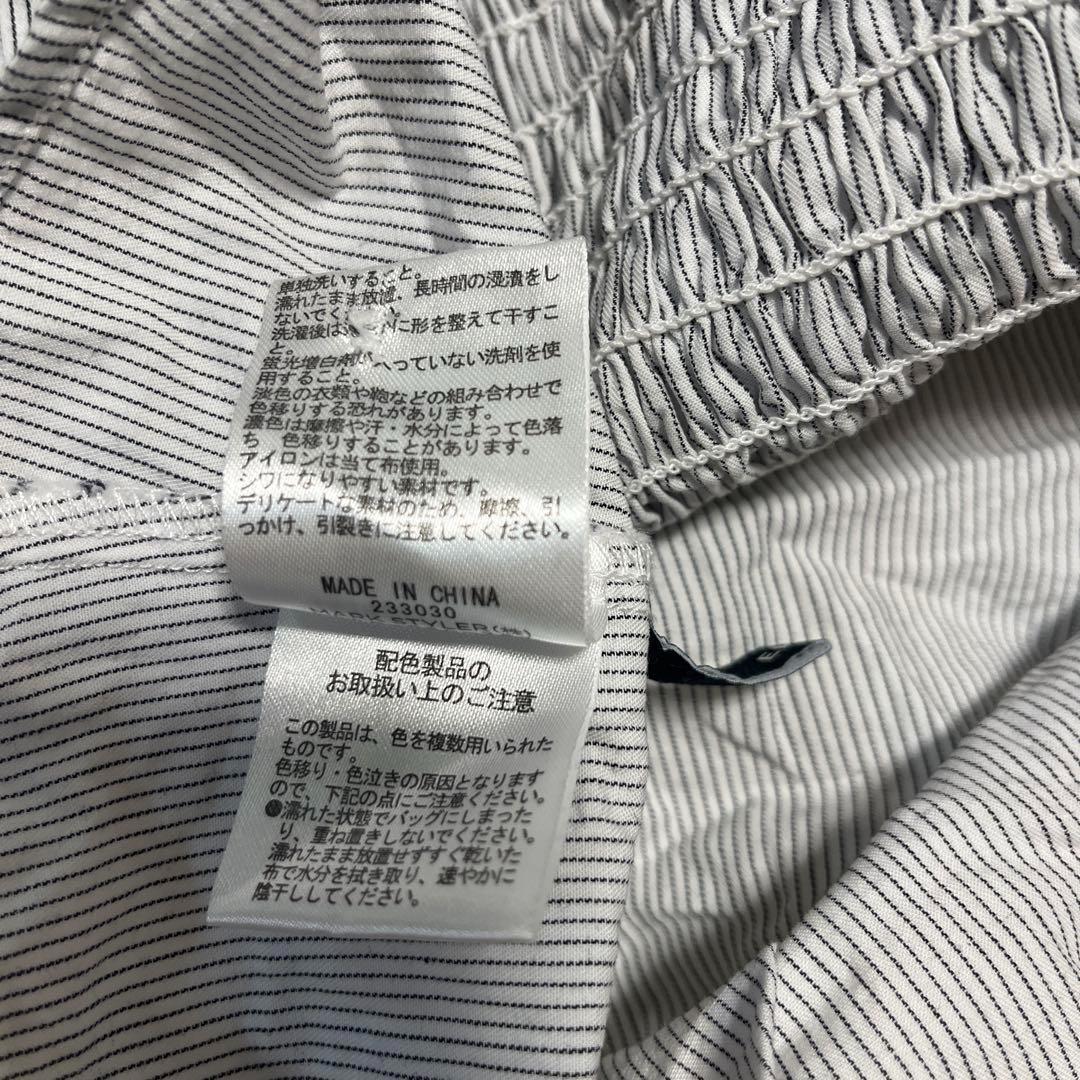 単独洗いすること。
濡れたまま放置、長時間の湿潰をし
ないでく
洗濯後は に形を整えて干すこ
と。
蛍光増白剤 へっていない洗剤を使
用すること。
淡色の衣類や鞄などの組み合わせで
色移りする恐れがあります。
濃色は摩擦や汗・水分によって色落
ち 色移りすることがあります。
アイロンは当て布使用。
シワになりやすい素材です。
デリケートな素材のため、摩擦、引
っかけ、引裂きに注意してください。
MADE IN CHINA
233030
MARK STYLER(株)
配色製品の
お取扱い上のご注意
この製品は、色を複数用いられた
ものです。
色移り・色泣きの原因となります
ので、下記の点にご注意ください。
●濡れた状態でバッグにしまった
り、重ね置きしないでください。
濡れたまま放置せずすぐ乾いた
布で水分を拭き取り、速やかに
陰干ししてください。